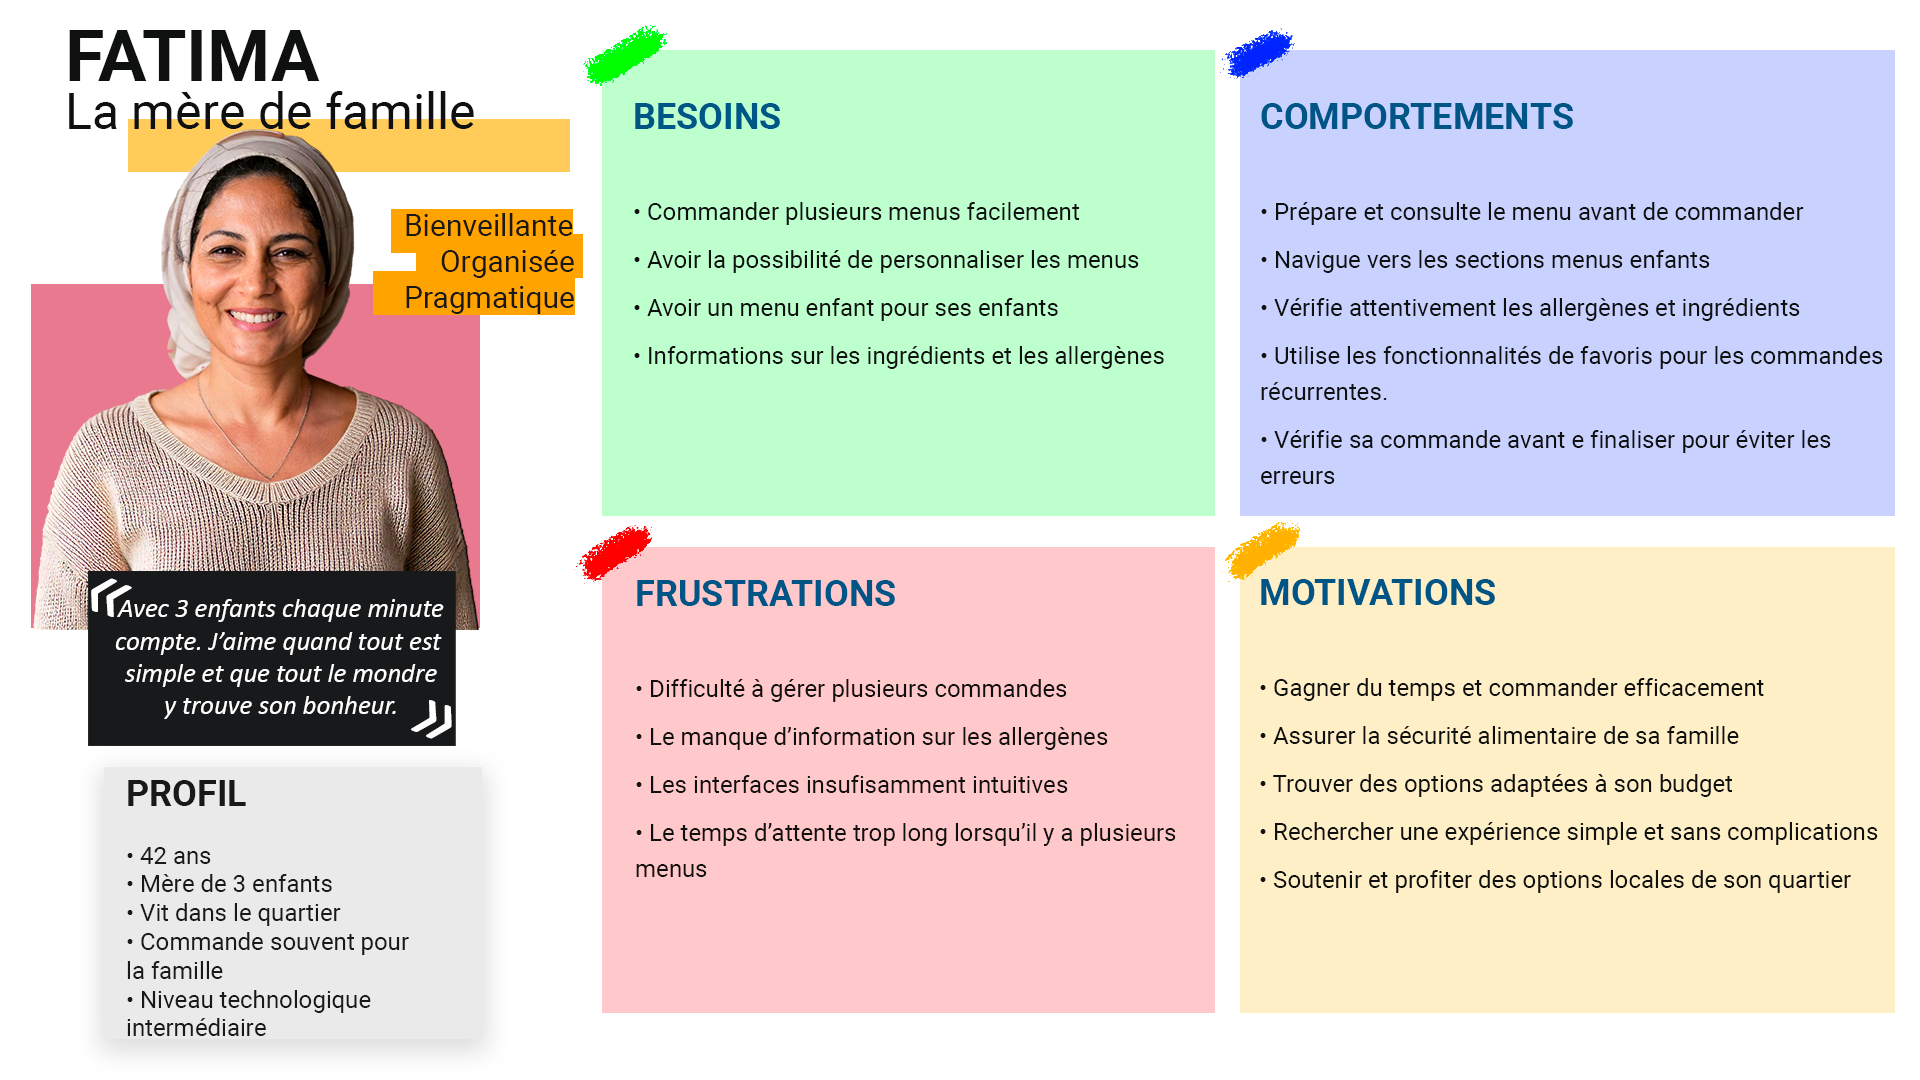 FATIMA
La mère de famille
Bienveillante
Organisée
Pragmatique
« Avec 3 enfants chaque minute
compte. J’aime quand tout est
simple et que tout le mondre
y trouve son bonheur. »
PROFIL
• 42 ans
• Mère de 3 enfants
• Vit dans le quartier
• Commande souvent pour
la famille
• Niveau technologique
intermédiaire
BESOINS
• Commander plusieurs menus facilement
• Avoir la possibilité de personnaliser les menus
• Avoir un menu enfant pour ses enfants
• Informations sur les ingrédients et les allergènes
COMPORTEMENTS
• Prépare et consulte le menu avant de commander
• Navigue vers les sections menus enfants
• Vérifie attentivement les allergènes et ingrédients
• Utilise les fonctionnalités de favoris pour les commandes
récurrentes.
• Vérifie sa commande avant e finaliser pour éviter les
erreurs
FRUSTRATIONS
• Difficulté à gérer plusieurs commandes
• Le manque d’information sur les allergènes
• Les interfaces insufisamment intuitives
• Le temps d’attente trop long lorsqu’il y a plusieurs
menus
MOTIVATIONS
• Gagner du temps et commander efficacement
• Assurer la sécurité alimentaire de sa famille
• Trouver des options adaptées à son budget
• Rechercher une expérience simple et sans complications
• Soutenir et profiter des options locales de son quartier